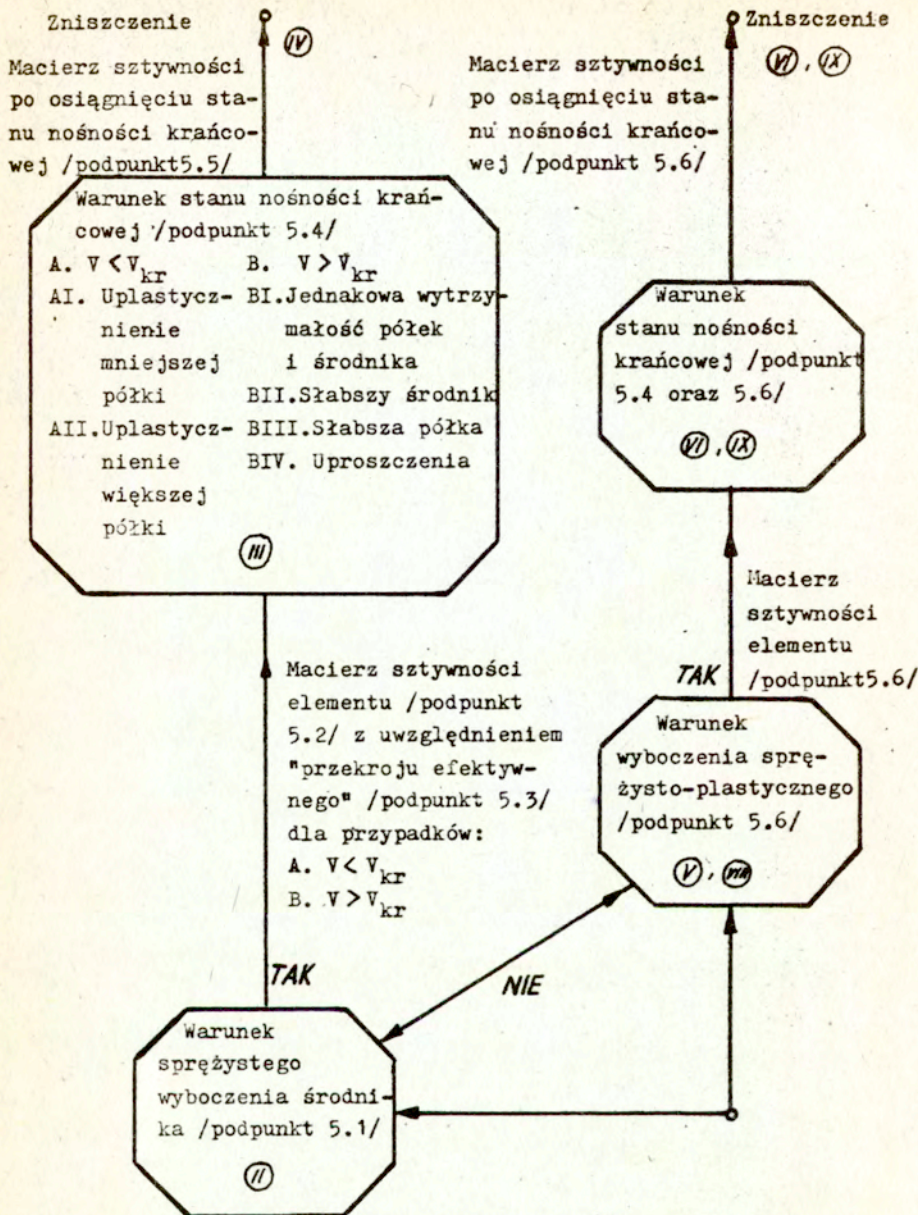 Zniszczenie
IV
Macierz sztywności
po osiągnięciu sta-
nu nośności krańco-
wej /podpunkt5.5/
Warunek stanu nośności krań-
cowej /podpunkt 5.4/
A. V < Vkr
B. V > Vkr
AI. Uplastycz-
nienie
mniejszej
półki
AII.Uplastycz-
nienie
większej
półki
BI.Jednakowa wytrzy-
małość półek
i środnika
BII.Słabszy środnik
BIII.Słabsza półka
BIV. Uproszczenia
III
Macierz sztywności
elementu /podpunkt
5.2/ z uwzględnieniem
"przekroju efektyw-
nego" /podpunkt 5.3/
dla przypadków:
A. V < Vkr
B. V > Vkr
TAK
Warunek
sprężystego
wyboczenia środni-
ka /podpunkt 5.1/
II
NIE
Zniszczenie
VI, IX
Macierz sztywności
po osiągnięciu sta-
nu nośności krańco-
wej /podpunkt 5.6/
Warunek
stanu nośności
krańcowej /podpunkt
5.4 oraz 5.6/
VI, IX
Macierz
sztywności
elementu
/podpunkt5.6/
TAK
Warunek
wyboczenia sprę-
żysto-plastycznego
/podpunkt 5.6/
V, VIII